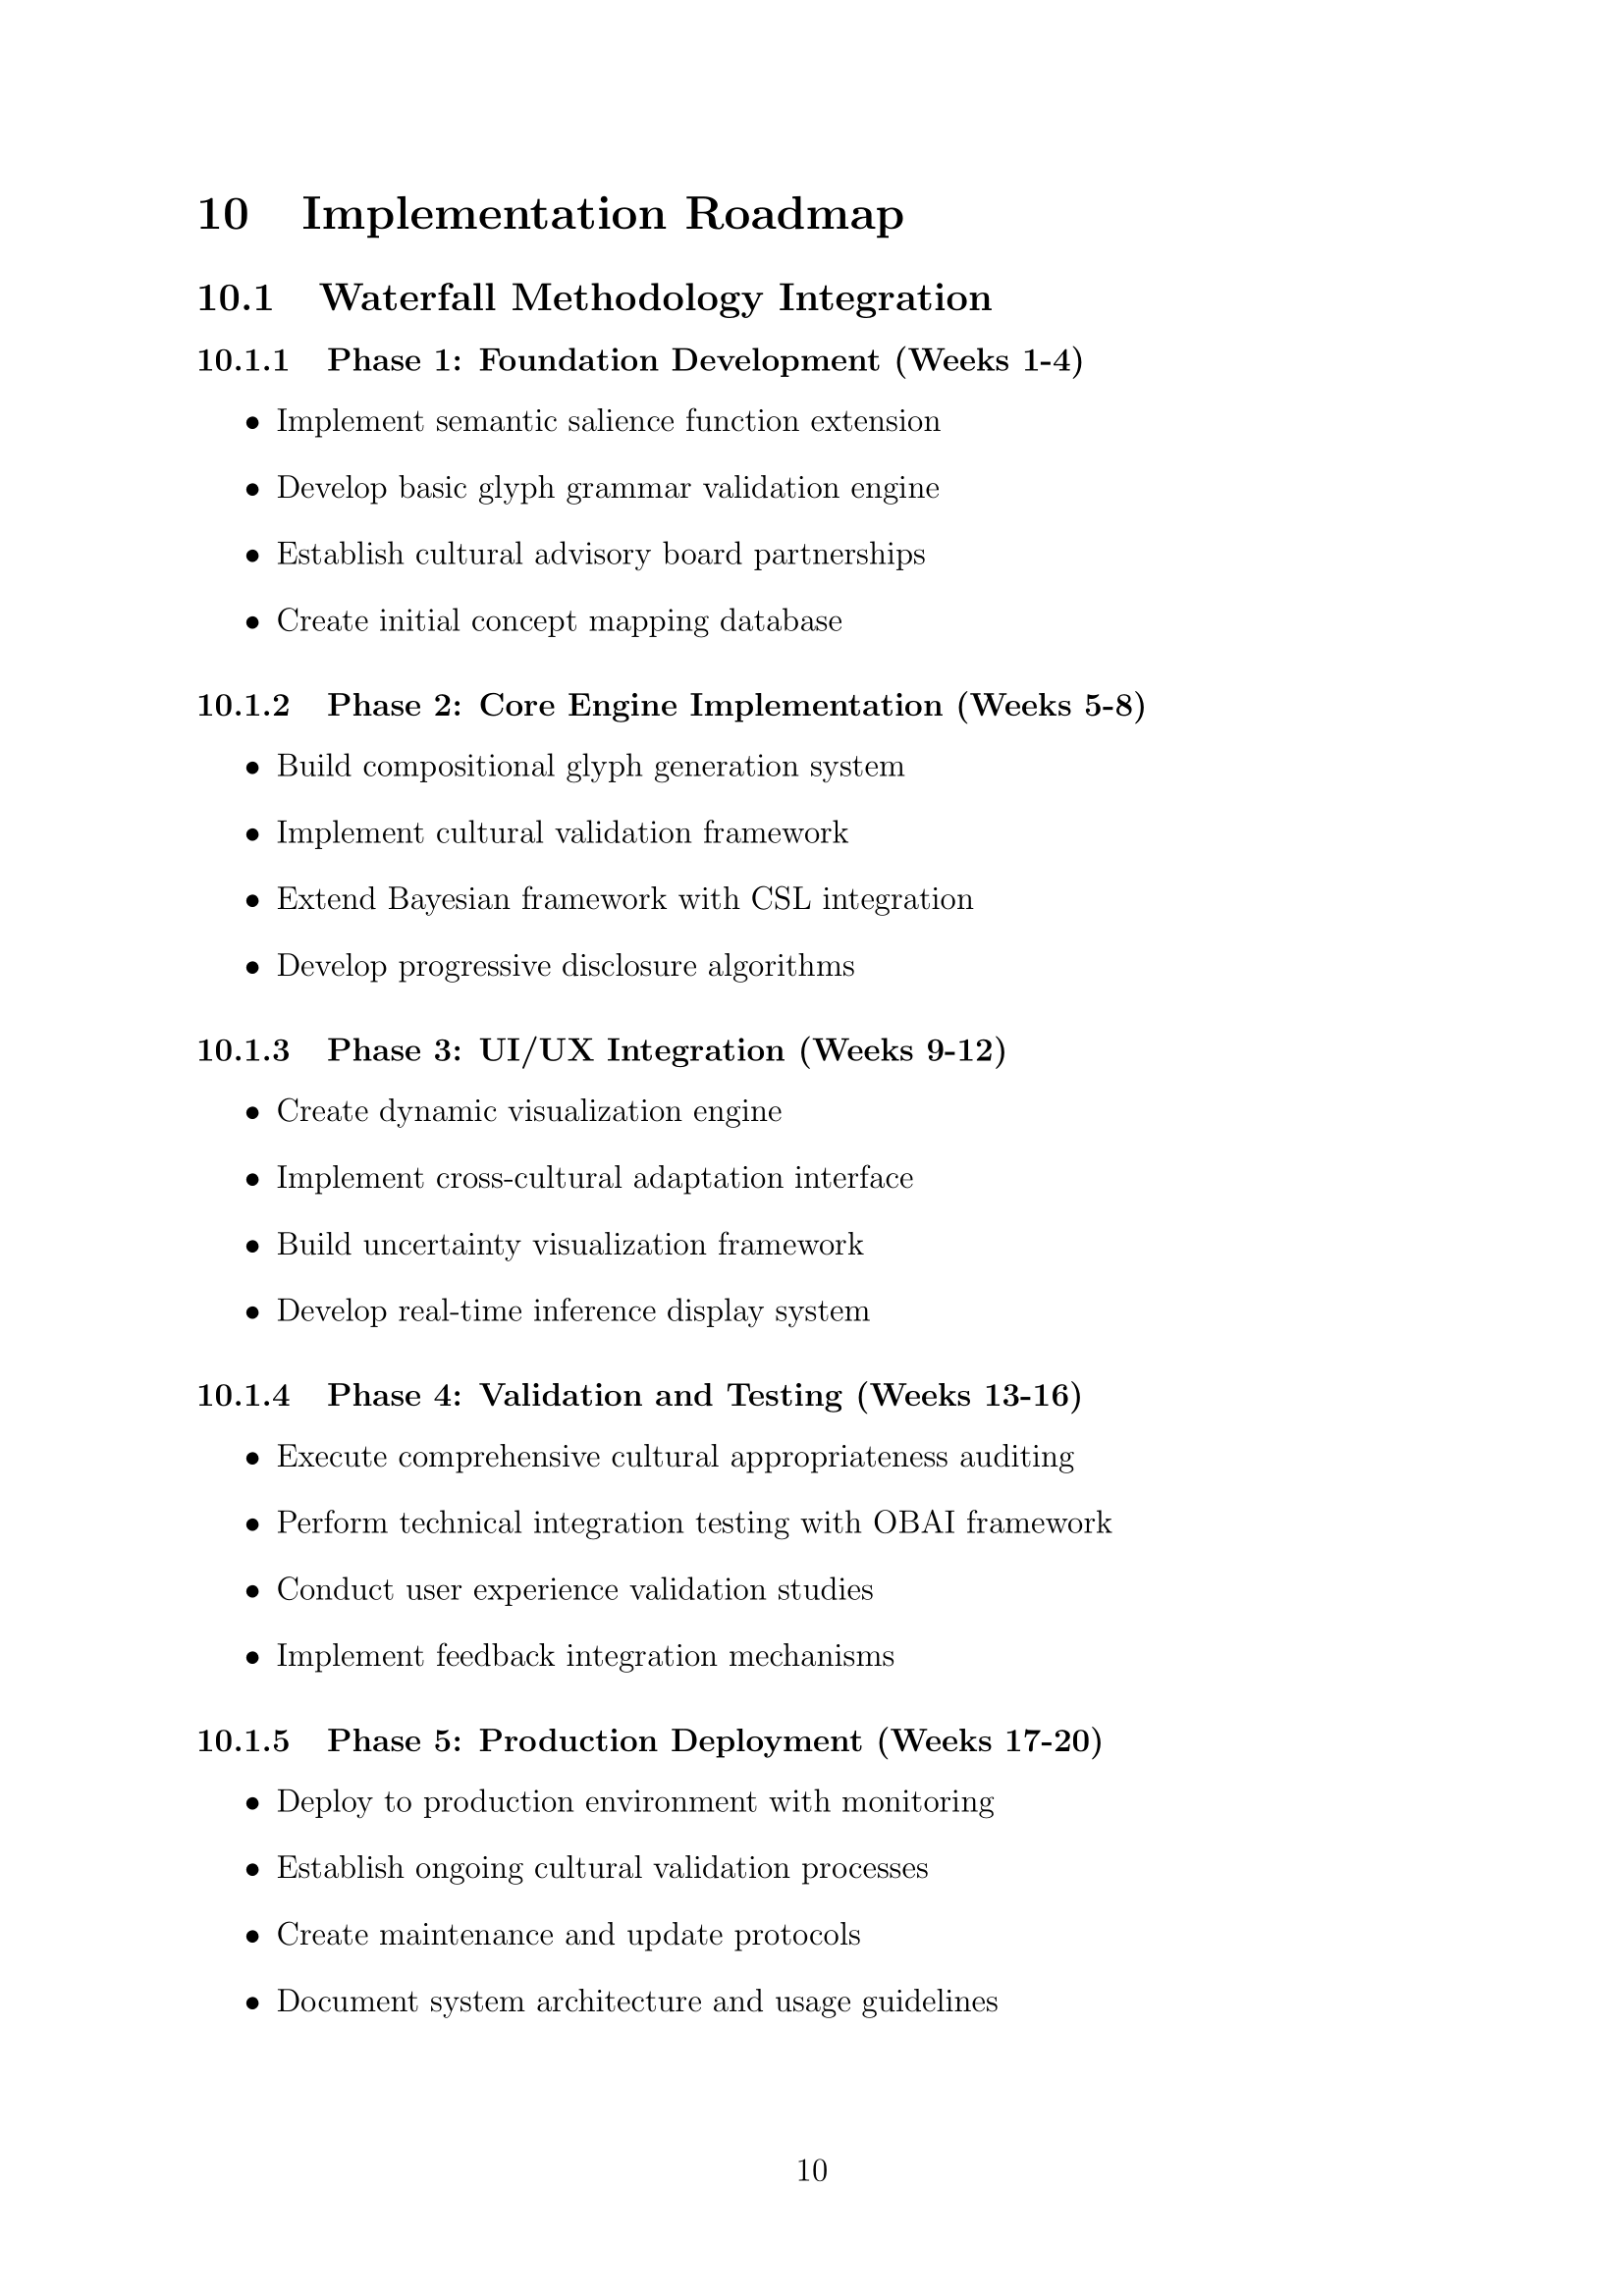 10 Implementation Roadmap
10.1 Waterfall Methodology Integration
10.1.1 Phase 1: Foundation Development (Weeks 1-4)
• Implement semantic salience function extension
• Develop basic glyph grammar validation engine
• Establish cultural advisory board partnerships
• Create initial concept mapping database
10.1.2 Phase 2: Core Engine Implementation (Weeks 5-8)
• Build compositional glyph generation system
• Implement cultural validation framework
• Extend Bayesian framework with CSL integration
• Develop progressive disclosure algorithms
10.1.3 Phase 3: UI/UX Integration (Weeks 9-12)
• Create dynamic visualization engine
• Implement cross-cultural adaptation interface
• Build uncertainty visualization framework
• Develop real-time inference display system
10.1.4 Phase 4: Validation and Testing (Weeks 13-16)
• Execute comprehensive cultural appropriateness auditing
• Perform technical integration testing with OBAI framework
• Conduct user experience validation studies
• Implement feedback integration mechanisms
10.1.5 Phase 5: Production Deployment (Weeks 17-20)
• Deploy to production environment with monitoring
• Establish ongoing cultural validation processes
• Create maintenance and update protocols
• Document system architecture and usage guidelines
10